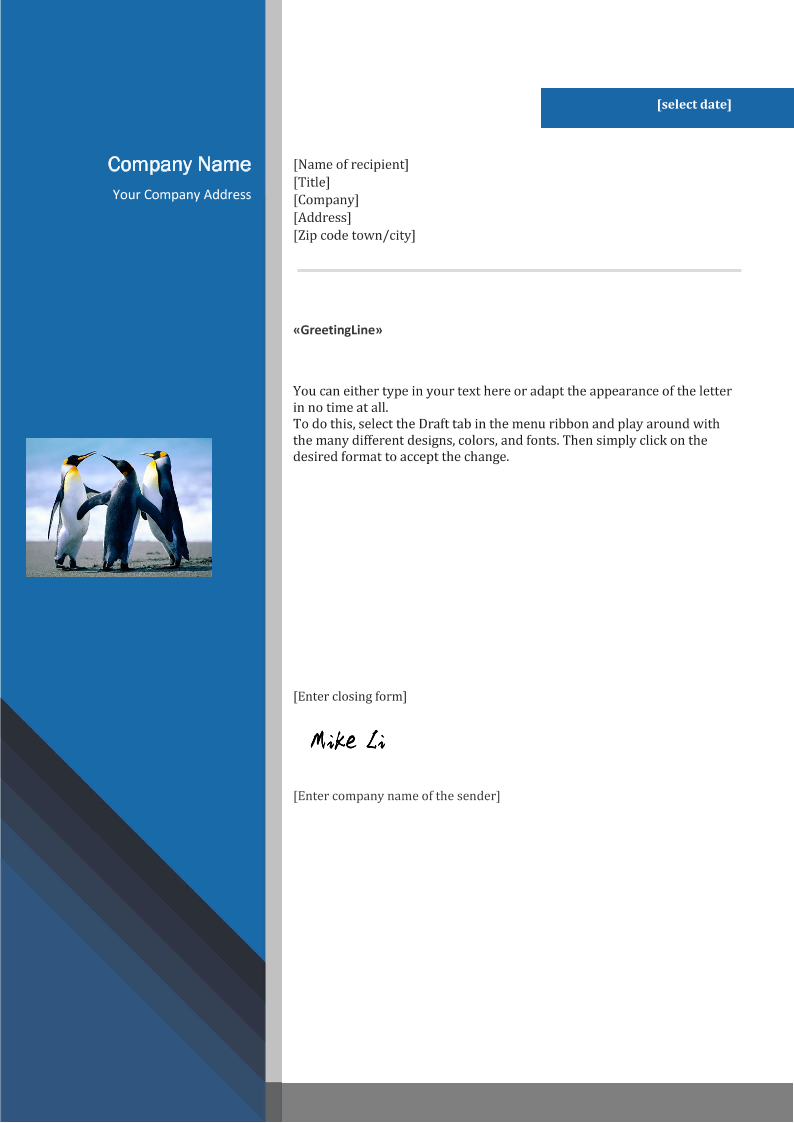 [select date]
Company Name
Your Company Address
[Name of recipient]
[Title]
[Company]
[Address]
[Zip code town/city]
«GreetingLine»
You can either type in your text here or adapt the appearance of the letter
in no time at all.
To do this, select the Draft tab in the menu ribbon and play around with
the many different designs, colors, and fonts. Then simply click on the
desired format to accept the change.
[Enter closing form]
Mike Li
[Enter company name of the sender]